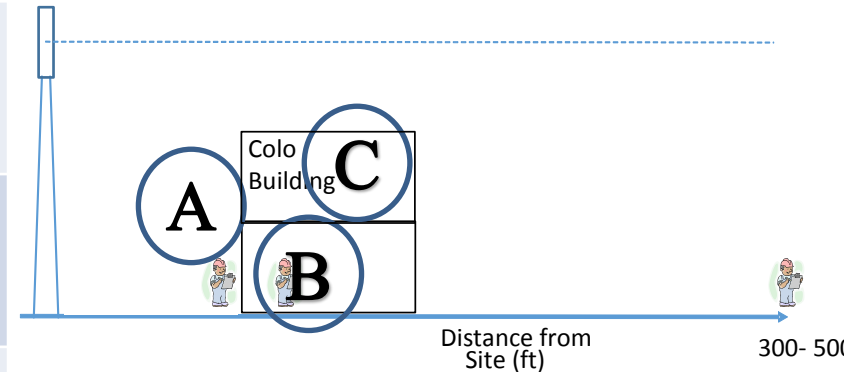 Colo
Building
C
A
B
Distance from
Site (ft)
300- 500